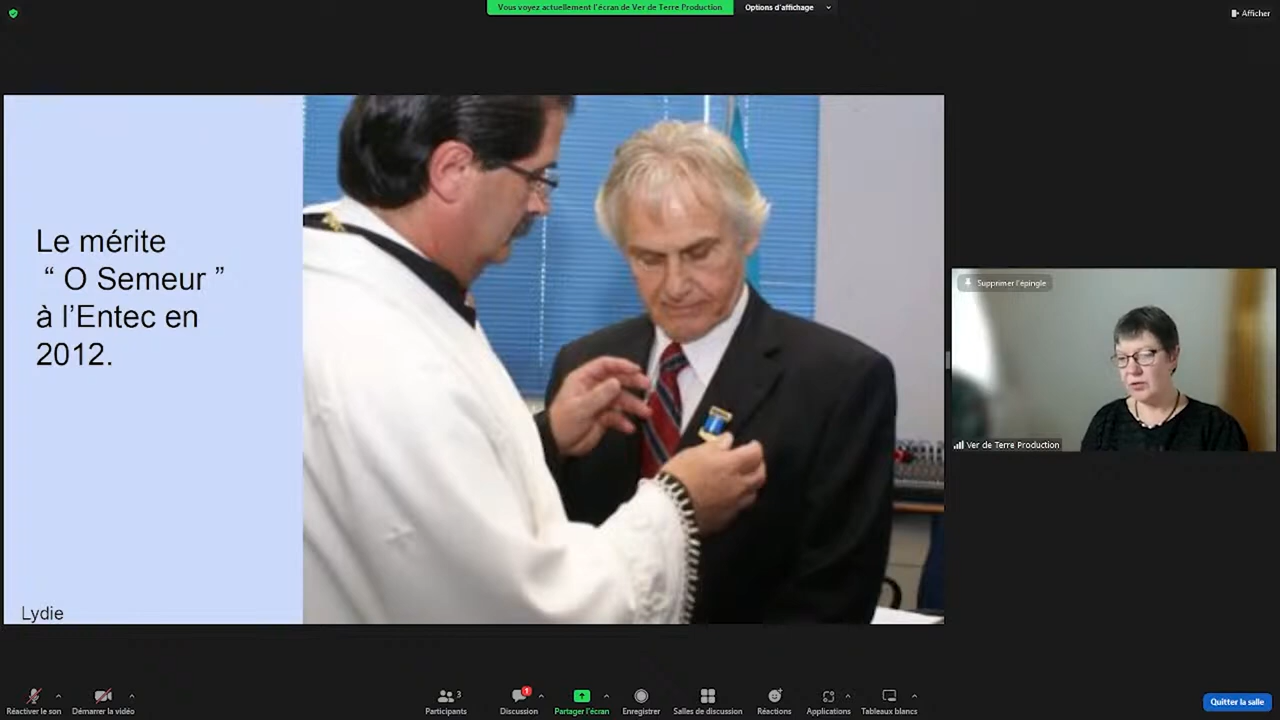 Vous voyez actuellement l'écran de Ver de Terre Production
Options d'affichage
Afficher
Le mérite
“ O Semeur ”
à l’Entec en
2012.
Lydie
Supprimer l'épingle
Ver de Terre Production
Réactiver le son
Démarrer la vidéo
3
Participants
1
Discussion
Partager l'écran
Enregistrer
Salles de discussion
Réactions
Applications
Tableaux blancs
Quitter la salle